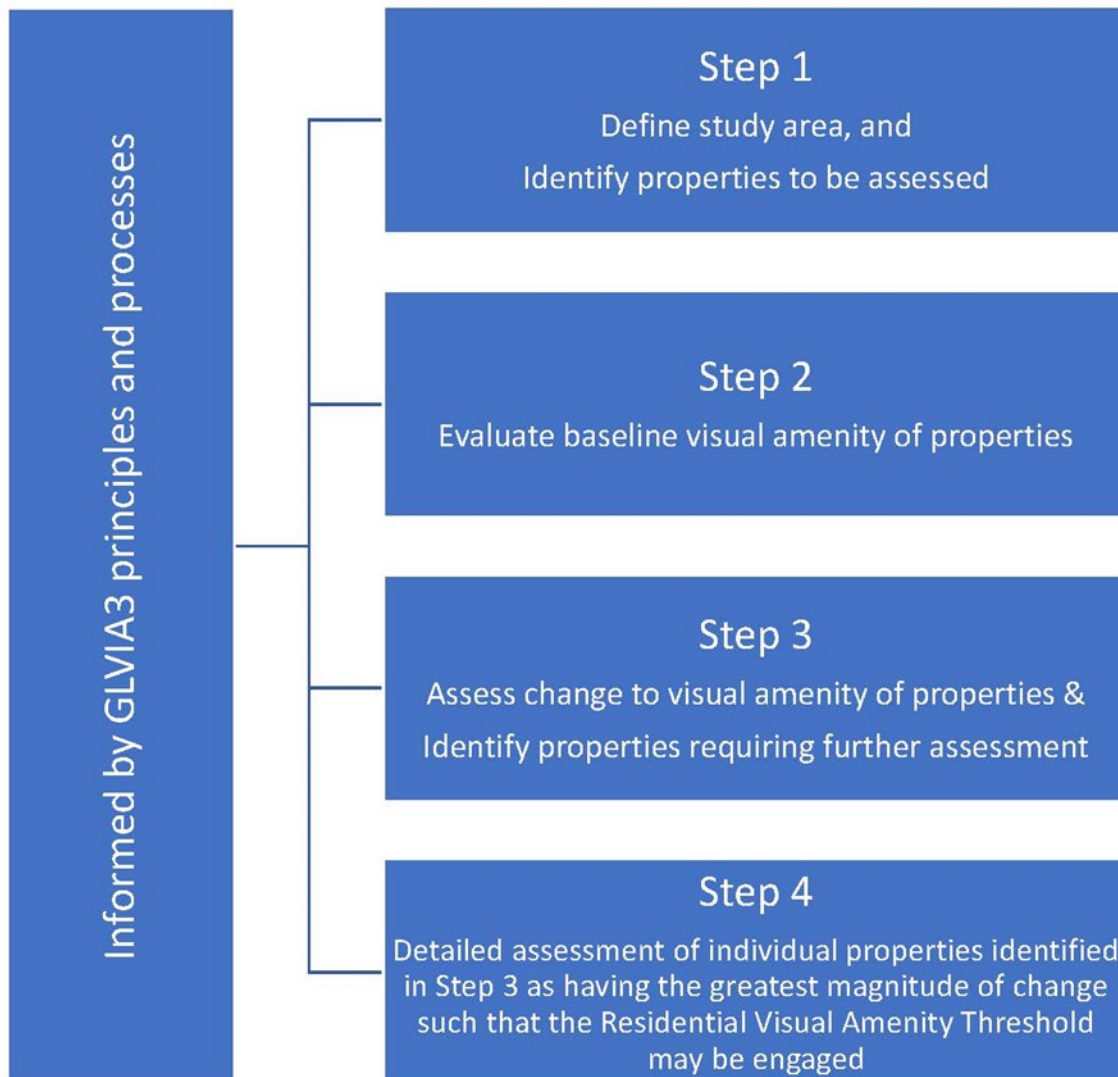 Informed by GLVIA3 principles and processes
Step 1
Define study area, and
Identify properties to be assessed
Step 2
Evaluate baseline visual amenity of properties
Step 3
Assess change to visual amenity of properties &
Identify properties requiring further assessment
Step 4
Detailed assessment of individual properties identified
in Step 3 as having the greatest magnitude of change
such that the Residential Visual Amenity Threshold
may be engaged